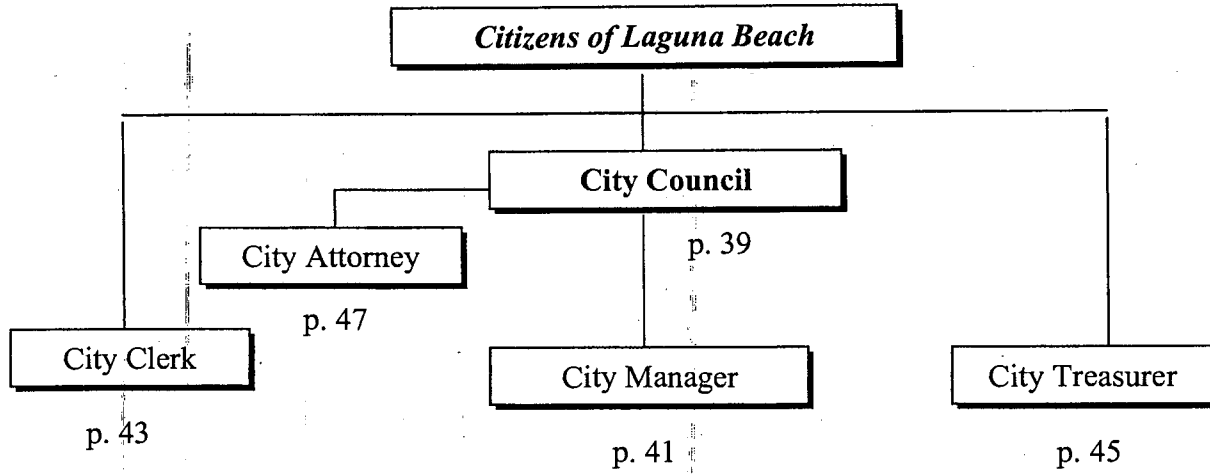 Citizens of Laguna Beach
City Council
p. 39
City Attorney
p. 47
City Clerk
p. 43
City Manager
p. 41
City Treasurer
p. 45